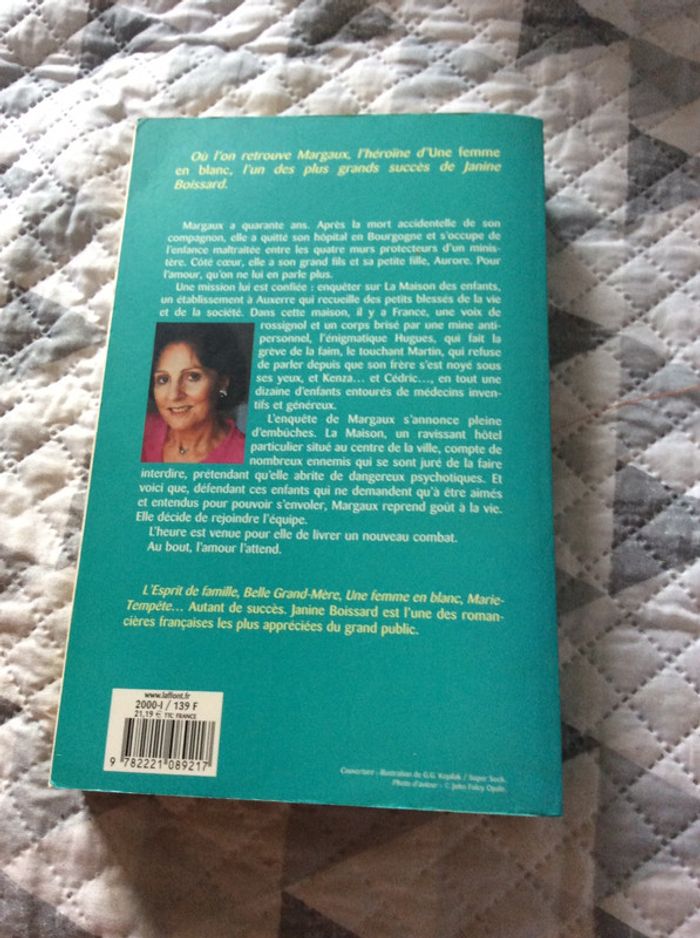 Où l'on retrouve Margaux, l'héroïne d'Une femme
en blanc, l'un des plus grands succès de Janine
Boissard.
Margaux a quarante ans. Après la mort accidentelle de son
compagnon, elle a quitté son hôpital en Bourgogne et s'occupe de
l'enfance maltraitée entre les quatre murs protecteurs d'un minis-
tère. Côté cœur, elle a son grand fils et sa petite fille, Aurore. Pour
l'amour, qu'on ne lui en parle plus.
Une mission lui est confiée : enquêter sur La Maison des enfants,
un établissement à Auxerre qui recueille des petits blessés de la vie
et de la société. Dans cette maison, il y a France, une voix de
rossignol et un corps brisé par une mine anti-
personnel, l'énigmatique Hugues, qui fait la
grève de la faim, le touchant Martin, qui refuse
de parler depuis que son frère s'est noyé sous
ses yeux, et Kenza... et Cédric..., en tout une
dizaine d'enfants entourés de médecins inven-
tifs et généreux.
L'enquête de Margaux s'annonce pleine
d'embûches. La Maison, un ravissant hôtel
particulier situé au centre de la ville, compte de
nombreux ennemis qui se sont juré de la faire
interdire, prétendant qu'elle abrite de dangereux psychotiques. Et
voici que, défendant ces enfants qui ne demandent qu'à être aimés
et entendus pour pouvoir s'envoler, Margaux reprend goût à la vie.
Elle décide de rejoindre l'équipe.
L'heure est venue pour elle de livrer un nouveau combat.
Au bout, l'amour l'attend.
L'Esprit de famille, Belle Grand-Mère, Une femme en blanc, Marie-
Tempête... Autant de succès. Janine Boissard est l'une des roman-
cières françaises les plus appréciées du grand public.
www.laffont.fr
2000-I / 139 F
21,19 € TTC FRANCE
9 782221 089217
Couverture : illustration de G.G. Kopilak / Super Stock.
Photo d'auteur : © John Foley Opale.